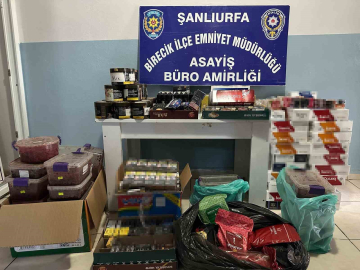 ŞANLIURFA
BİRECİK İLÇE EMNİYET MÜDÜRLÜĞÜ
ASAYİŞ
BÜRO AMİRLİĞİ